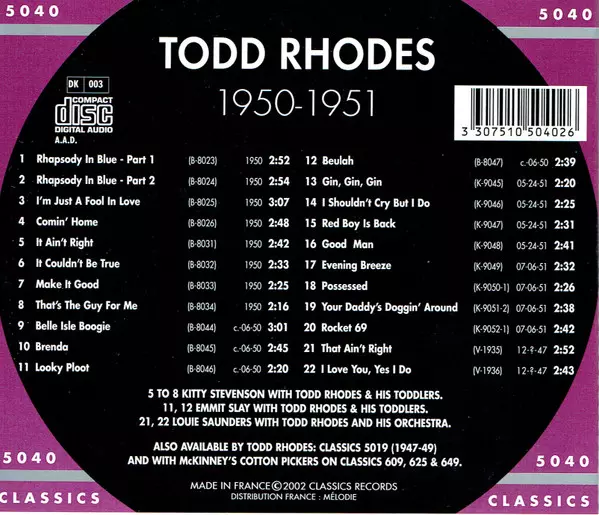 5040
5040
TODD RHODES
1950-1951
DK 003
COMPACT
disc
DIGITAL AUDIO
A.A.D.
3 307510 504026
1 Rhapsody In Blue - Part 1 (B-8023) 1950 2:52
2 Rhapsody In Blue - Part 2 (B-8024) 1950 2:54
3 I'm Just A Fool In Love (B-8025) 1950 3:07
4 Comin' Home (B-8026) 1950 2:48
5 It Ain't Right (B-8031) 1950 2:42
6 It Couldn't Be True (B-8032) 1950 2:33
7 Make It Good (B-8033) 1950 2:25
8 That's The Guy For Me (B-8034) 1950 2:16
9 Belle Isle Boogie (B-8044) c.-06-50 3:01
10 Brenda (B-8045) c.-06-50 2:45
11 Looky Ploot (B-8046) c.-06-50 2:20
12 Beulah (B-8047) c.-06-50 2:39
13 Gin, Gin, Gin (K-9045) 05-24-51 2:20
14 I Shouldn't Cry But I Do (K-9046) 05-24-51 2:25
15 Red Boy Is Back (K-9047) 05-24-51 2:31
16 Good Man (K-9048) 05-24-51 2:41
17 Evening Breeze (K-9049) 07-06-51 2:32
18 Possessed (K-9050-1) 07-06-51 2:26
19 Your Daddy's Doggin' Around (K-9051-2) 07-06-51 2:38
20 Rocket 69 (K-9052-1) 07-06-51 2:42
21 That Ain't Right (V-1935) 12-?-47 2:52
22 I Love You, Yes I Do (V-1936) 12-?-47 2:43
5 TO 8 KITTY STEVENSON WITH TODD RHODES & HIS TODDLERS.
11, 12 EMMIT SLAY WITH TODD RHODES & HIS TODDLERS.
21, 22 LOUIE SAUNDERS WITH TODD RHODES AND HIS ORCHESTRA.
ALSO AVAILABLE BY TODD RHODES: CLASSICS 5019 (1947-49)
AND WITH McKINNEY'S COTTON PICKERS ON CLASSICS 609, 625 & 649.
MADE IN FRANCE ©2002 CLASSICS RECORDS
DISTRIBUTION FRANCE : MÉLODIE
5040
5040
CLASSICS
CLASSICS